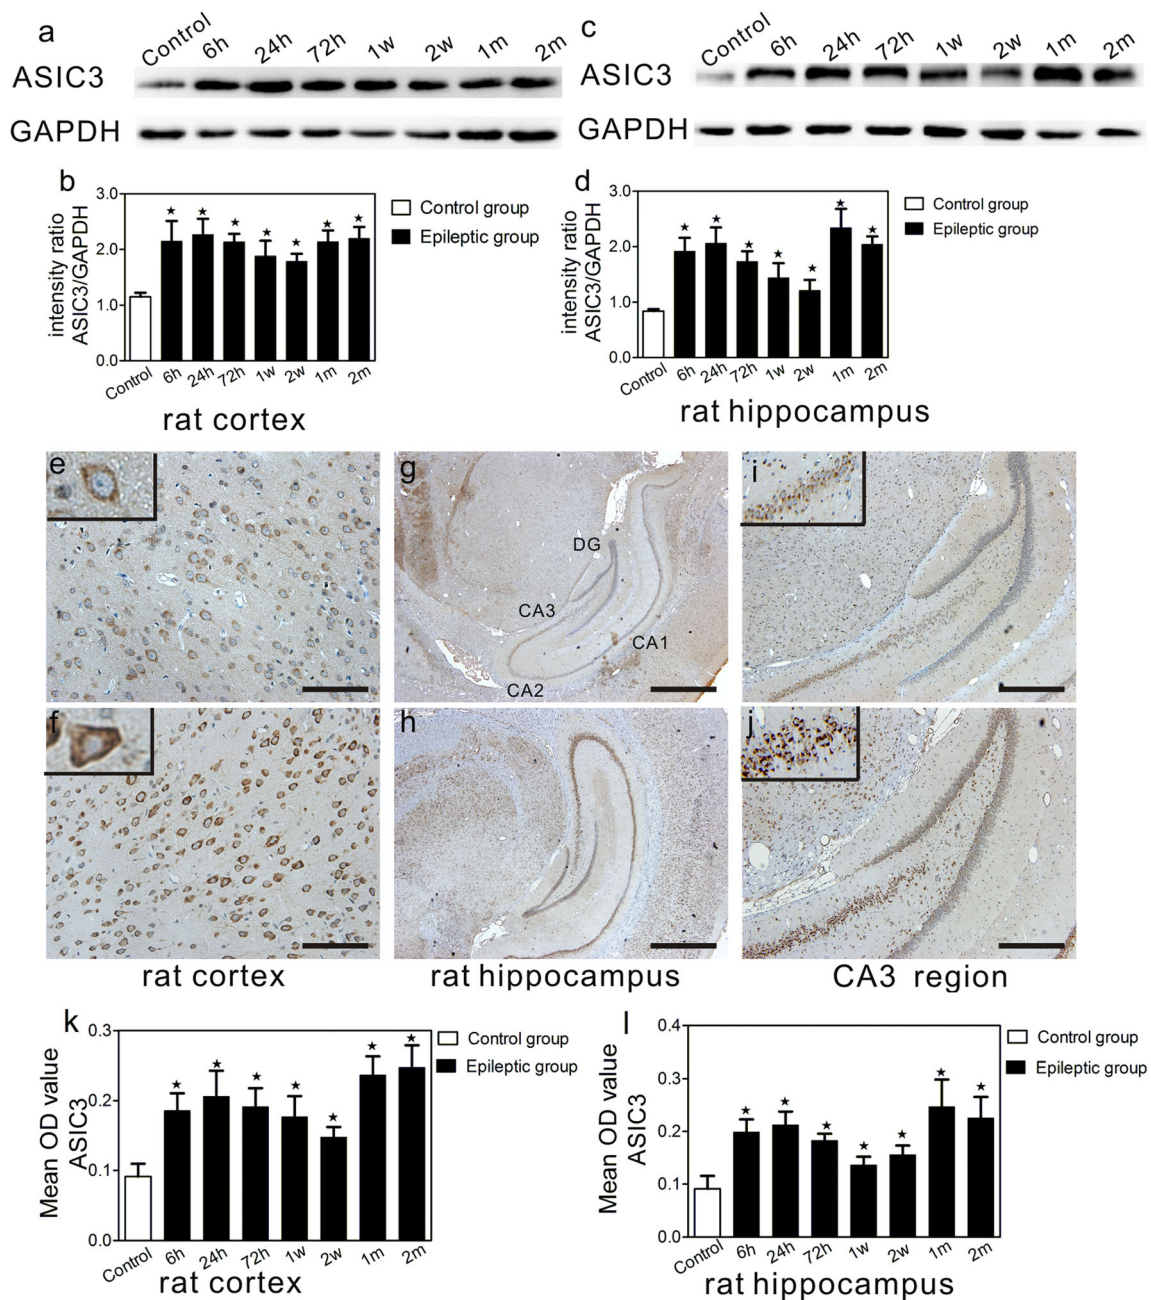 a
Control 6h 24h 72h 1w 2w 1m 2m
ASIC3
GAPDH
c
Control 6h 24h 72h 1w 2w 1m 2m
ASIC3
GAPDH
b
intensity ratio
ASIC3/GAPDH
3.0
2.0
1.0
0.0
Control group
Epileptic group
Control 6h 24h 72h 1w 2w 1m 2m
rat cortex
d
intensity ratio
ASIC3/GAPDH
3.0
2.0
1.0
0.0
Control group
Epileptic group
Control 6h 24h 72h 1w 2w 1m 2m
rat hippocampus
e
g
DG
CA3
CA1
CA2
i
f
h
j
rat cortex
rat hippocampus
CA3 region
k
Mean OD value
ASIC3
0.3
0.2
0.1
0.0
Control group
Epileptic group
Control 6h 24h 72h 1w 2w 1m 2m
rat cortex
l
Mean OD value
ASIC3
0.4
0.3
0.2
0.1
0.0
Control group
Epileptic group
Control 6h 24h 72h 1w 2w 1m 2m
rat hippocampus